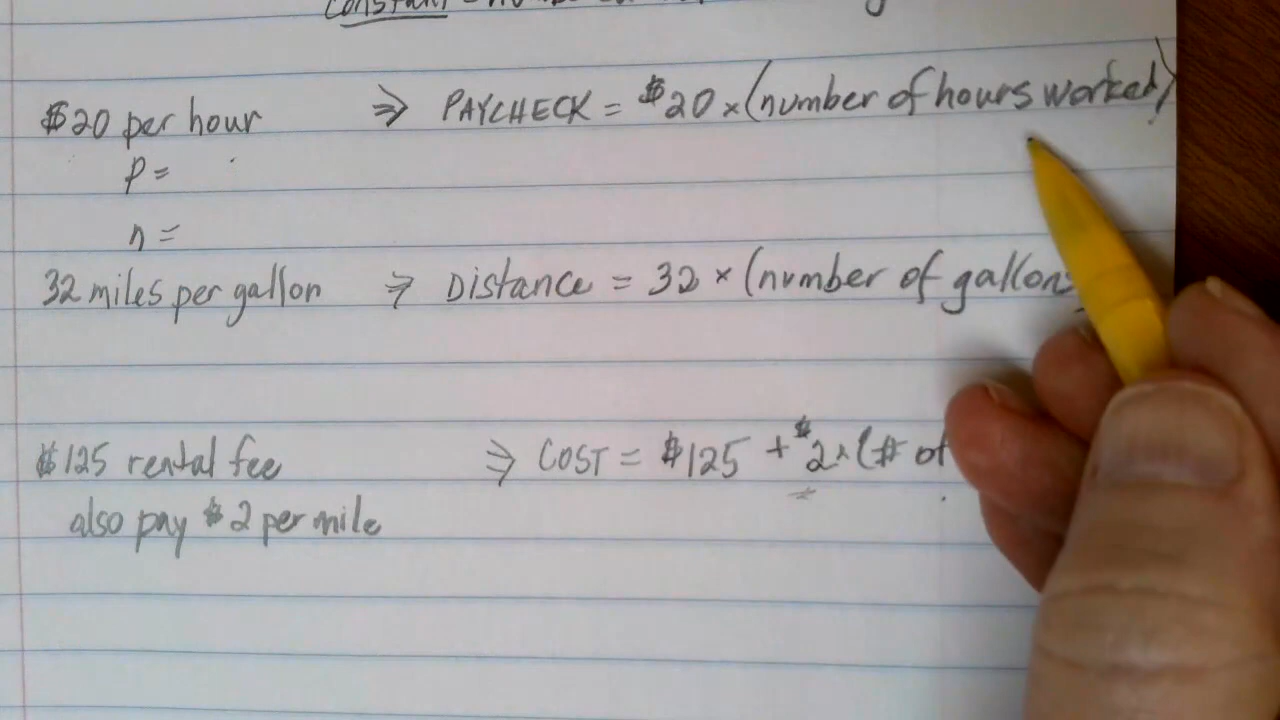 constant
$20 per hour ⇒ PAYCHECK = $20 × (number of hours worked)
P =
n =
32 miles per gallon ⇒ Distance = 32 × (number of gallons
$125 rental fee ⇒ COST = $125 + $2 × (# of
also pay $2 per mile